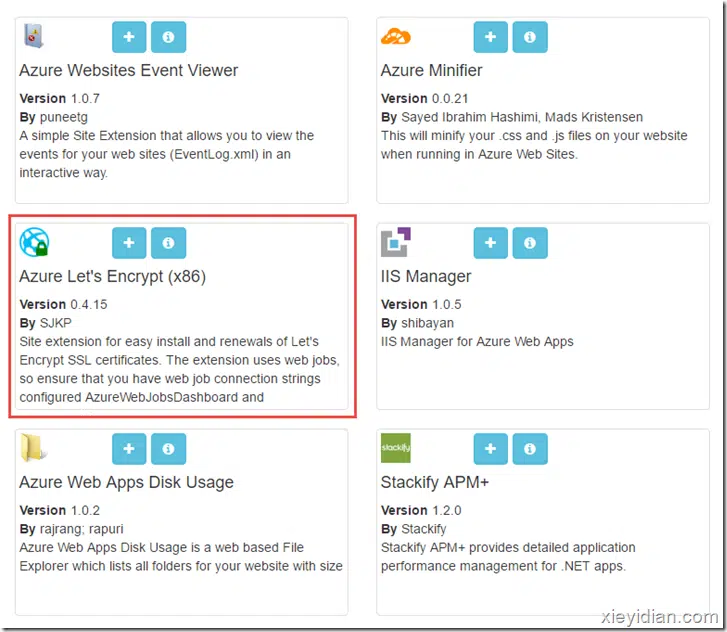 Azure Websites Event Viewer
Version 1.0.7
By puneetg
A simple Site Extension that allows you to view the
events for your web sites (EventLog.xml) in an
interactive way.
Azure Minifier
Version 0.0.21
By Sayed Ibrahim Hashimi, Mads Kristensen
This will minify your .css and .js files on your website
when running in Azure Web Sites.
Azure Let's Encrypt (x86)
Version 0.4.15
By SJKP
Site extension for easy install and renewals of Let's
Encrypt SSL certificates. The extension uses web jobs,
so ensure that you have web job connection strings
configured AzureWebJobsDashboard and
IIS Manager
Version 1.0.5
By shibayan
IIS Manager for Azure Web Apps
Azure Web Apps Disk Usage
Version 1.0.2
By rajrang; rapuri
Azure Web Apps Disk Usage is a web based File
Explorer which lists all folders for your website with size
stackify
Stackify APM+
Version 1.2.0
By Stackify
Stackify APM+ provides detailed application
performance management for .NET apps.
xieyidian.com